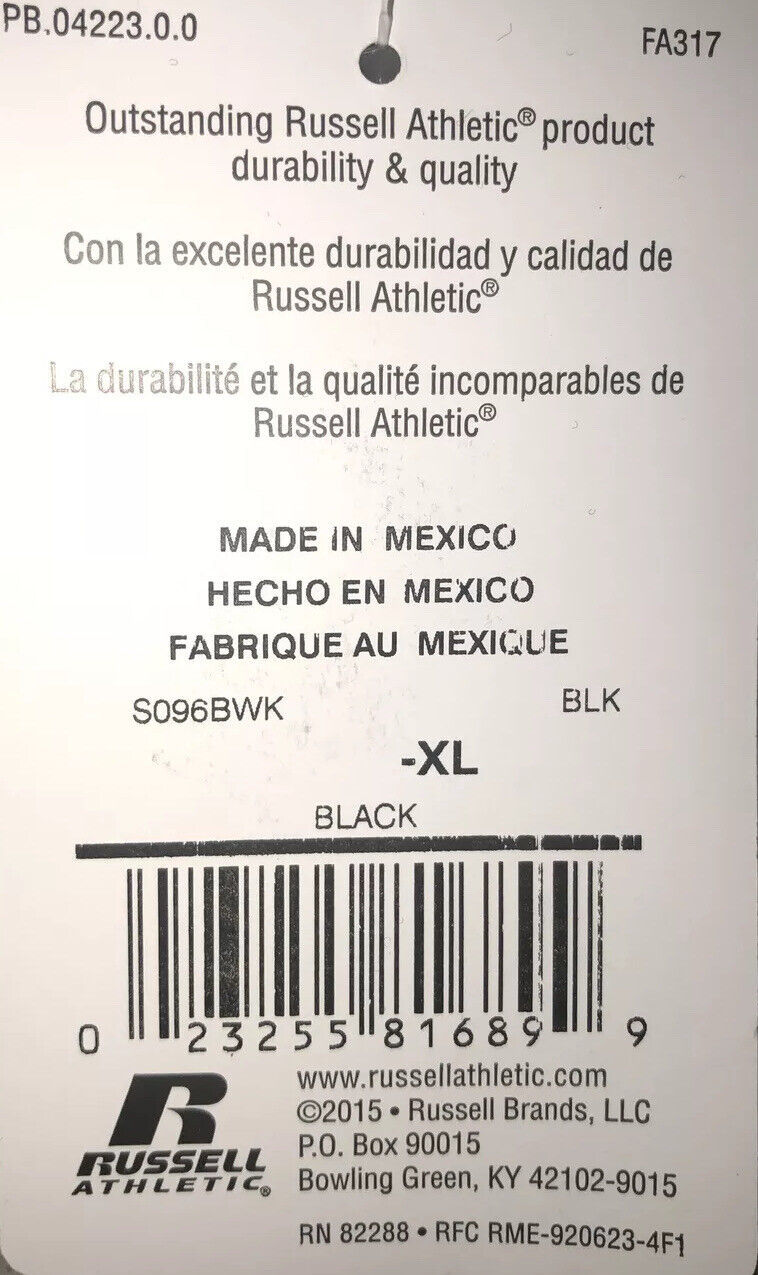 PB.04223.0.0
FA317
Outstanding Russell Athletic® product
durability & quality
Con la excelente durabilidad y calidad de
Russell Athletic®
La durabilité et la qualité incomparables de
Russell Athletic®
MADE IN MEXICO
HECHO EN MEXICO
FABRIQUE AU MEXIQUE
S096BWK BLK
-XL
BLACK
0 23255 81689 9
R
RUSSELL
ATHLETIC®
www.russellathletic.com
©2015 • Russell Brands, LLC
P.O. Box 90015
Bowling Green, KY 42102-9015
RN 82288 • RFC RME-920623-4F1